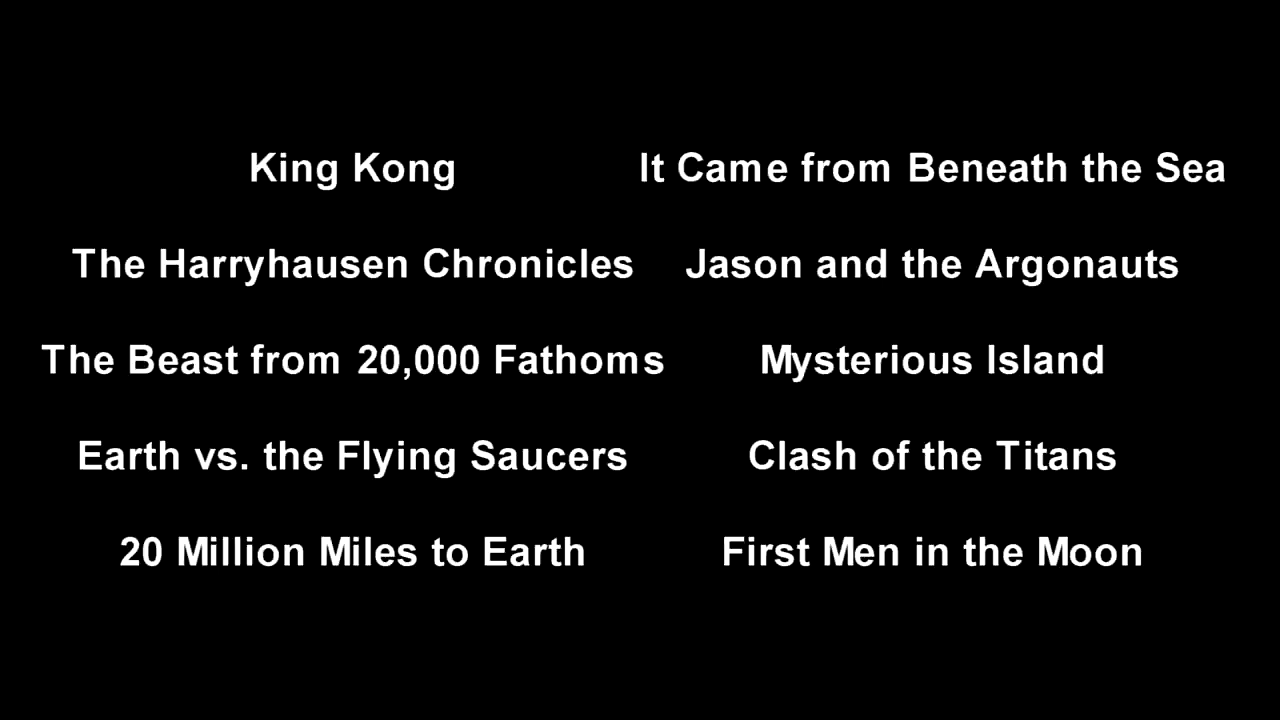 King Kong
The Harryhausen Chronicles
The Beast from 20,000 Fathoms
Earth vs. the Flying Saucers
20 Million Miles to Earth
It Came from Beneath the Sea
Jason and the Argonauts
Mysterious Island
Clash of the Titans
First Men in the Moon